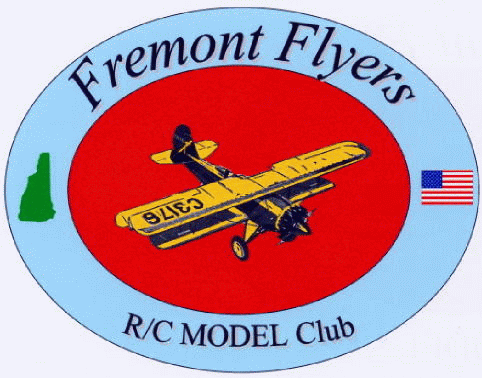 Fremont Flyers
C3176
R/C MODEL Club